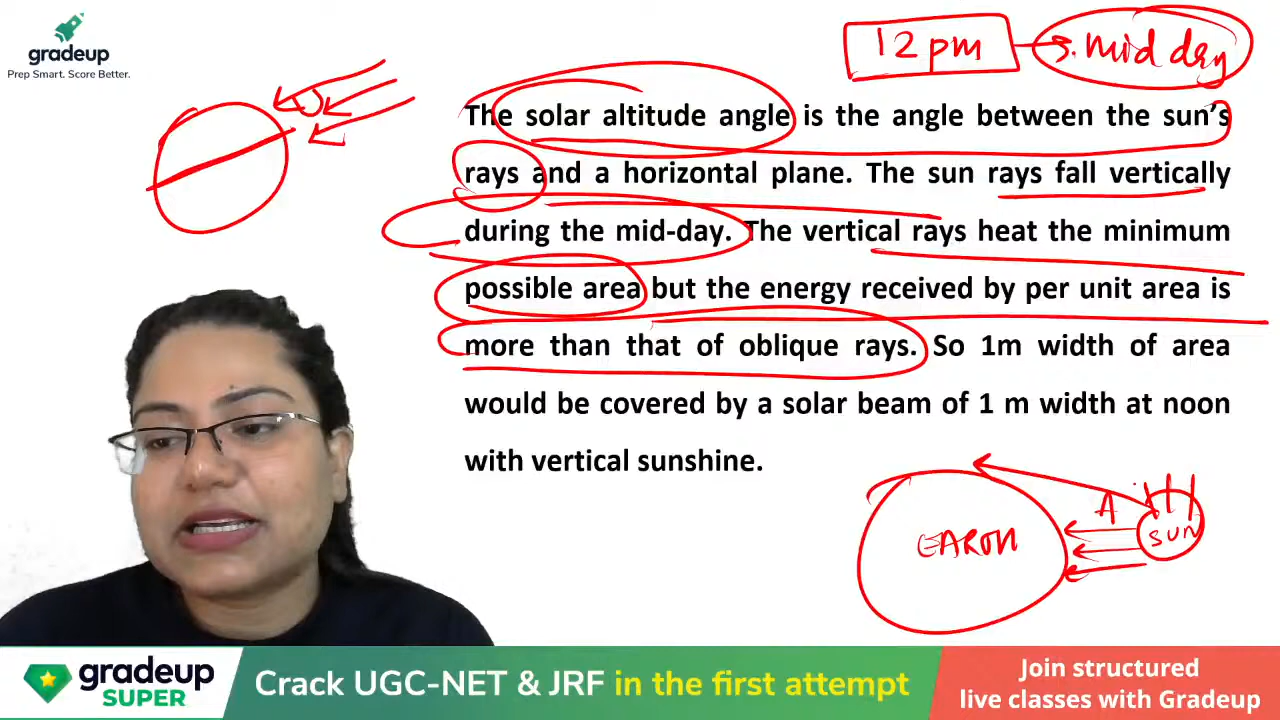 gradeup
Prep Smart. Score Better.
12 pm → mid day
The solar altitude angle is the angle between the sun's
rays and a horizontal plane. The sun rays fall vertically
during the mid-day. The vertical rays heat the minimum
possible area but the energy received by per unit area is
more than that of oblique rays. So 1m width of area
would be covered by a solar beam of 1 m width at noon
with vertical sunshine.
A
SUN
gradeup
SUPER
Crack UGC-NET & JRF in the first attempt
Join structured
live classes with Gradeup